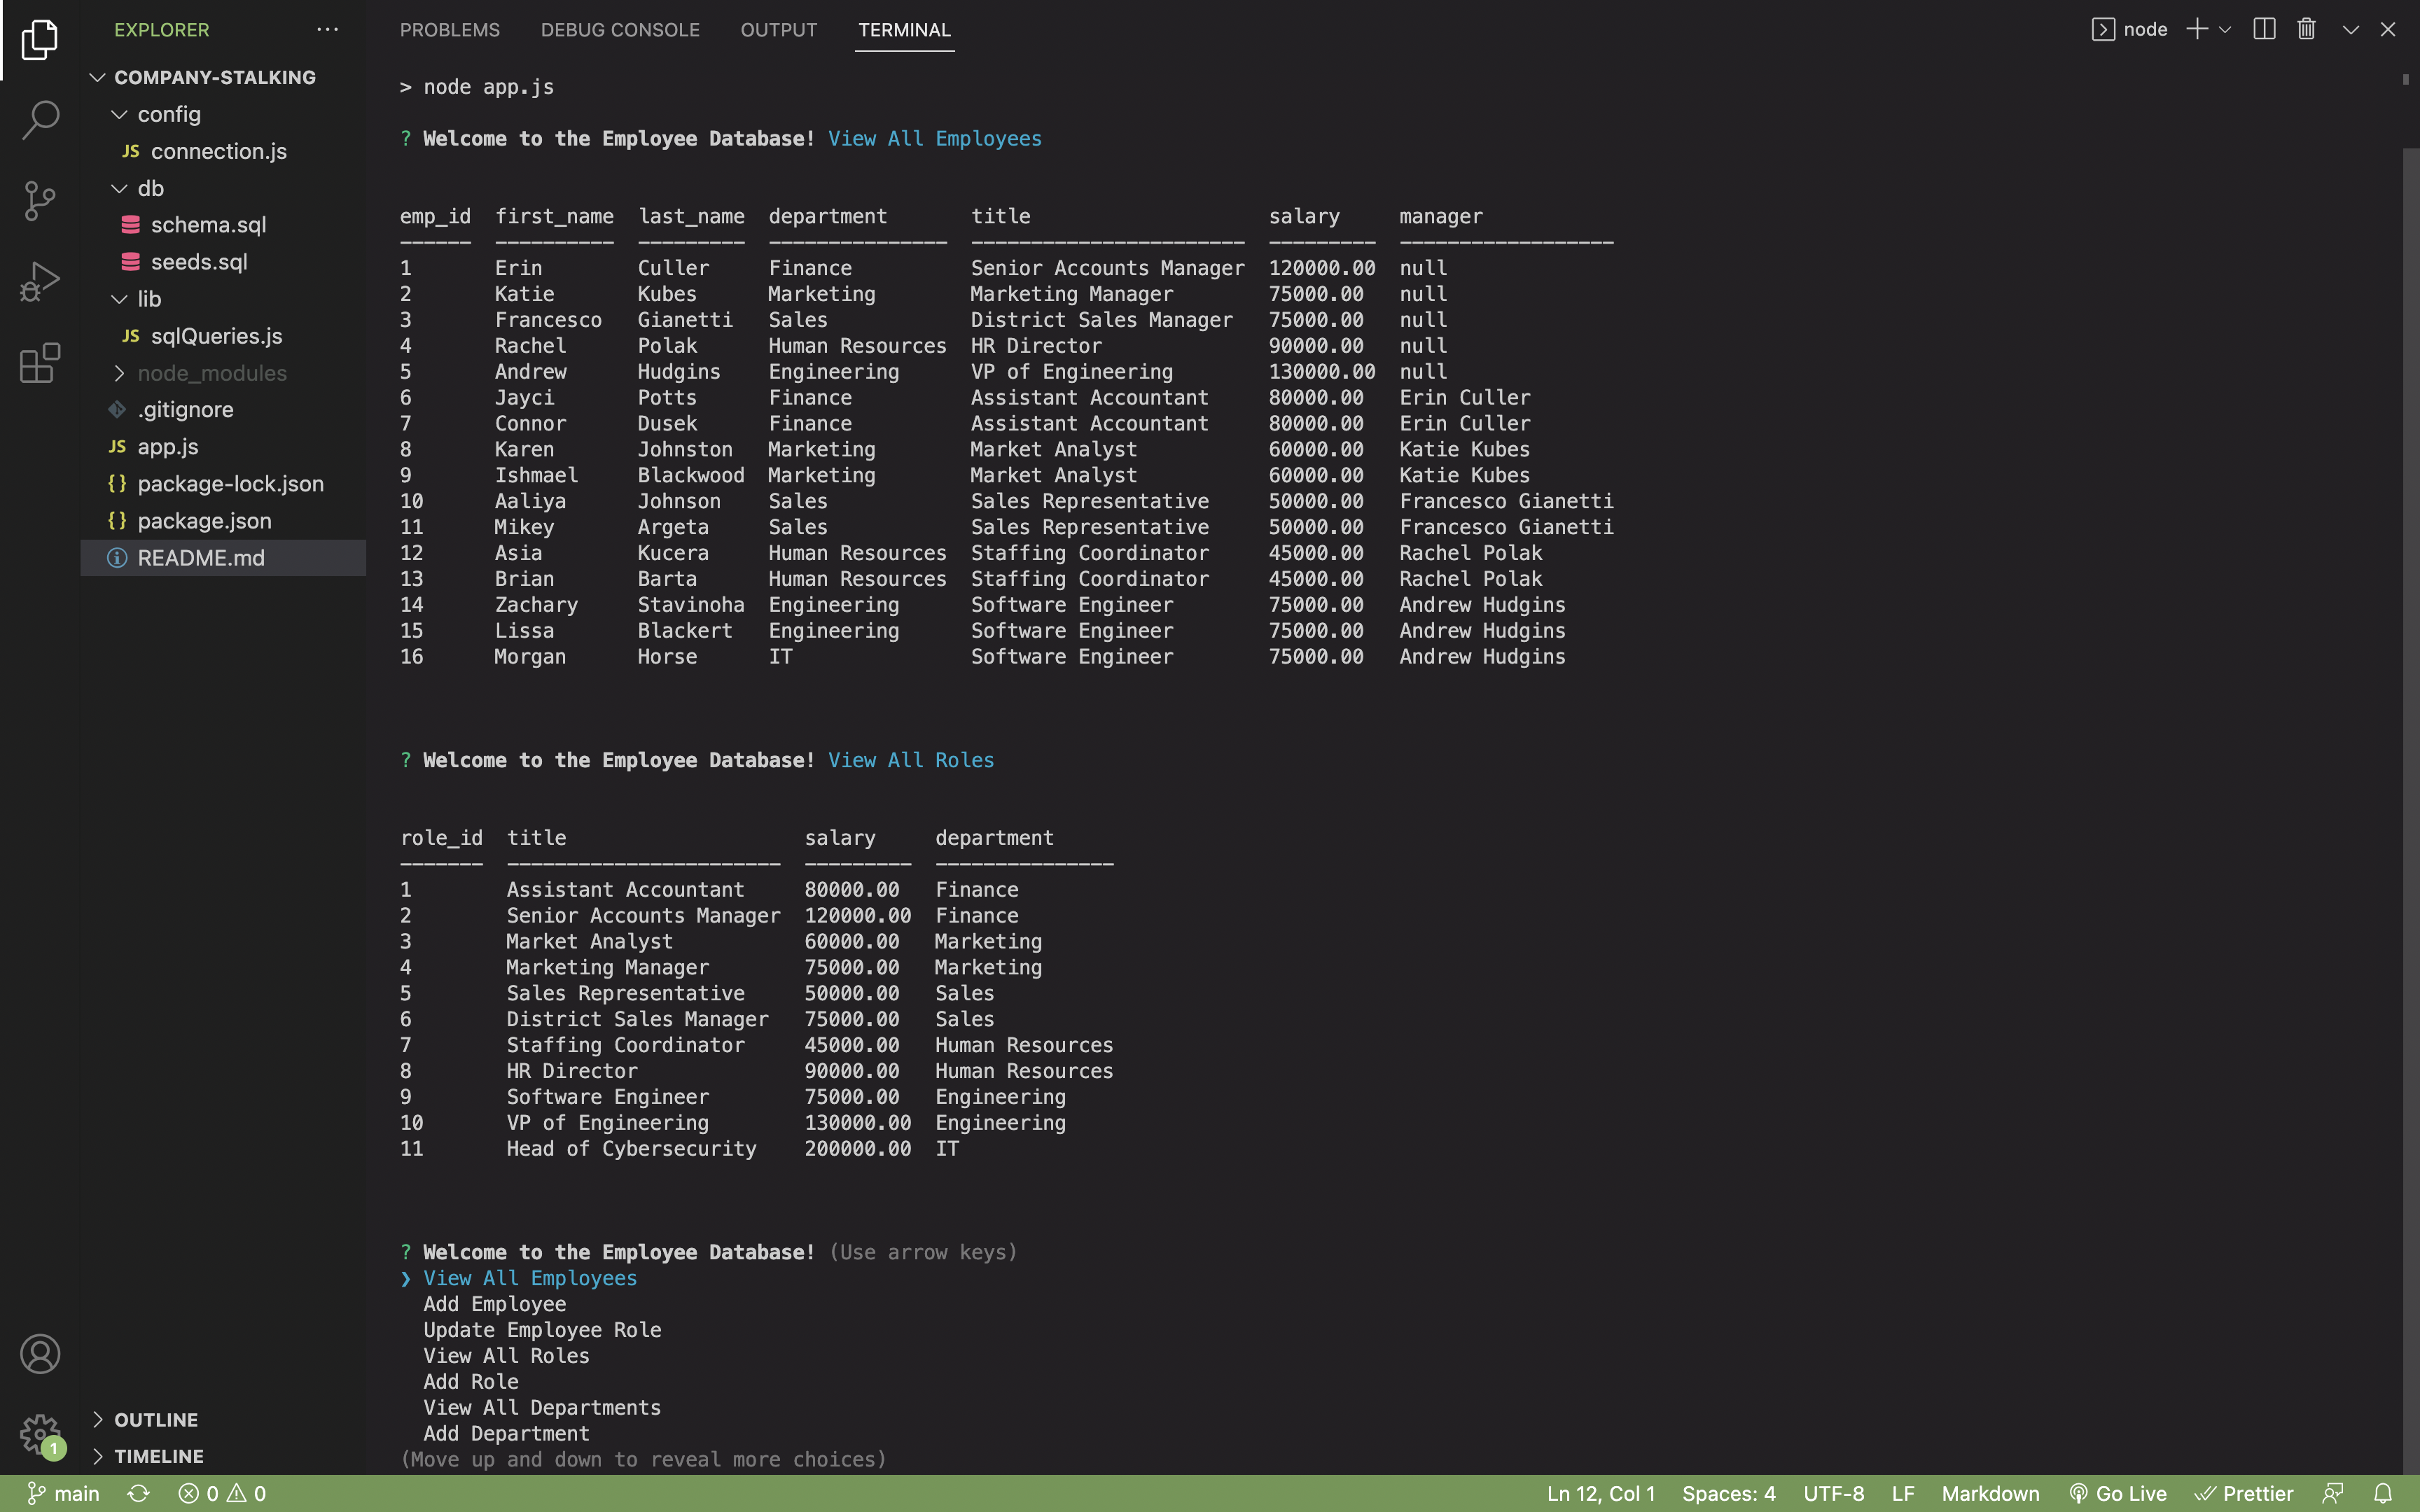 EXPLORER
COMPANY-STALKING
config
JS connection.js
db
schema.sql
seeds.sql
lib
JS sqlQueries.js
node_modules
.gitignore
JS app.js
{} package-lock.json
{} package.json
README.md
OUTLINE
TIMELINE
1
PROBLEMS DEBUG CONSOLE OUTPUT TERMINAL
node
> node app.js
? Welcome to the Employee Database! View All Employees
emp_id first_name last_name department title salary manager
------ ---------- --------- --------------- ----------------------- --------- ------------------
1 Erin Culler Finance Senior Accounts Manager 120000.00 null
2 Katie Kubes Marketing Marketing Manager 75000.00 null
3 Francesco Gianetti Sales District Sales Manager 75000.00 null
4 Rachel Polak Human Resources HR Director 90000.00 null
5 Andrew Hudgins Engineering VP of Engineering 130000.00 null
6 Jayci Potts Finance Assistant Accountant 80000.00 Erin Culler
7 Connor Dusek Finance Assistant Accountant 80000.00 Erin Culler
8 Karen Johnston Marketing Market Analyst 60000.00 Katie Kubes
9 Ishmael Blackwood Marketing Market Analyst 60000.00 Katie Kubes
10 Aaliya Johnson Sales Sales Representative 50000.00 Francesco Gianetti
11 Mikey Argeta Sales Sales Representative 50000.00 Francesco Gianetti
12 Asia Kucera Human Resources Staffing Coordinator 45000.00 Rachel Polak
13 Brian Barta Human Resources Staffing Coordinator 45000.00 Rachel Polak
14 Zachary Stavinoha Engineering Software Engineer 75000.00 Andrew Hudgins
15 Lissa Blackert Engineering Software Engineer 75000.00 Andrew Hudgins
16 Morgan Horse IT Software Engineer 75000.00 Andrew Hudgins
? Welcome to the Employee Database! View All Roles
role_id title salary department
------- ----------------------- --------- ---------------
1 Assistant Accountant 80000.00 Finance
2 Senior Accounts Manager 120000.00 Finance
3 Market Analyst 60000.00 Marketing
4 Marketing Manager 75000.00 Marketing
5 Sales Representative 50000.00 Sales
6 District Sales Manager 75000.00 Sales
7 Staffing Coordinator 45000.00 Human Resources
8 HR Director 90000.00 Human Resources
9 Software Engineer 75000.00 Engineering
10 VP of Engineering 130000.00 Engineering
11 Head of Cybersecurity 200000.00 IT
? Welcome to the Employee Database! (Use arrow keys)
❯ View All Employees
Add Employee
Update Employee Role
View All Roles
Add Role
View All Departments
Add Department
(Move up and down to reveal more choices)
main 0 0 Ln 12, Col 1 Spaces: 4 UTF-8 LF Markdown Go Live Prettier